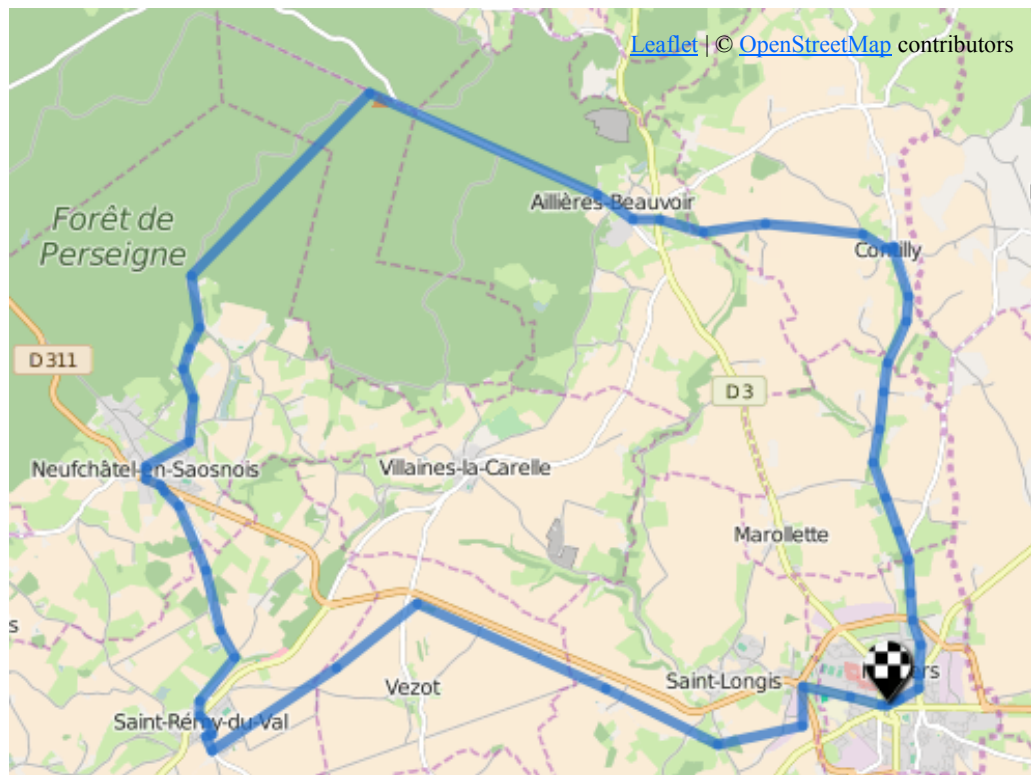 Leaflet | © OpenStreetMap contributors
Aillières-Beauvoir
Forêt de
Perseigne
D 311
D 3
Neufchâtel-en-Saosnois
Villaines-la-Carelle
Marollette
Saint-Longis
Vezot
Saint-Rémy-du-Val